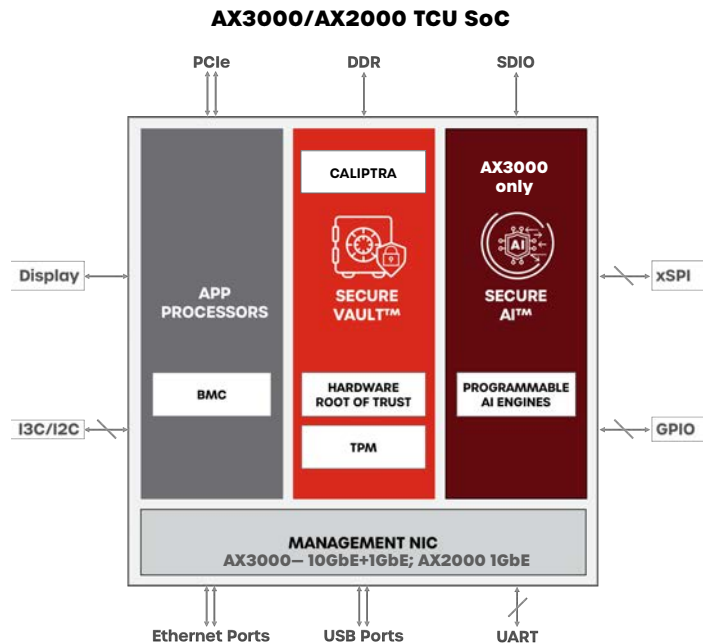 AX3000/AX2000 TCU SoC
PCIe
DDR
SDIO
CALIPTRA
AX3000
only
AI
Display
xSPI
APP
PROCESSORS
SECURE
VAULT™
SECURE
AI™
BMC
HARDWARE
ROOT OF TRUST
PROGRAMMABLE
AI ENGINES
I3C/I2C
GPIO
TPM
MANAGEMENT NIC
AX3000– 10GbE+1GbE; AX2000 1GbE
Ethernet Ports
USB Ports
UART